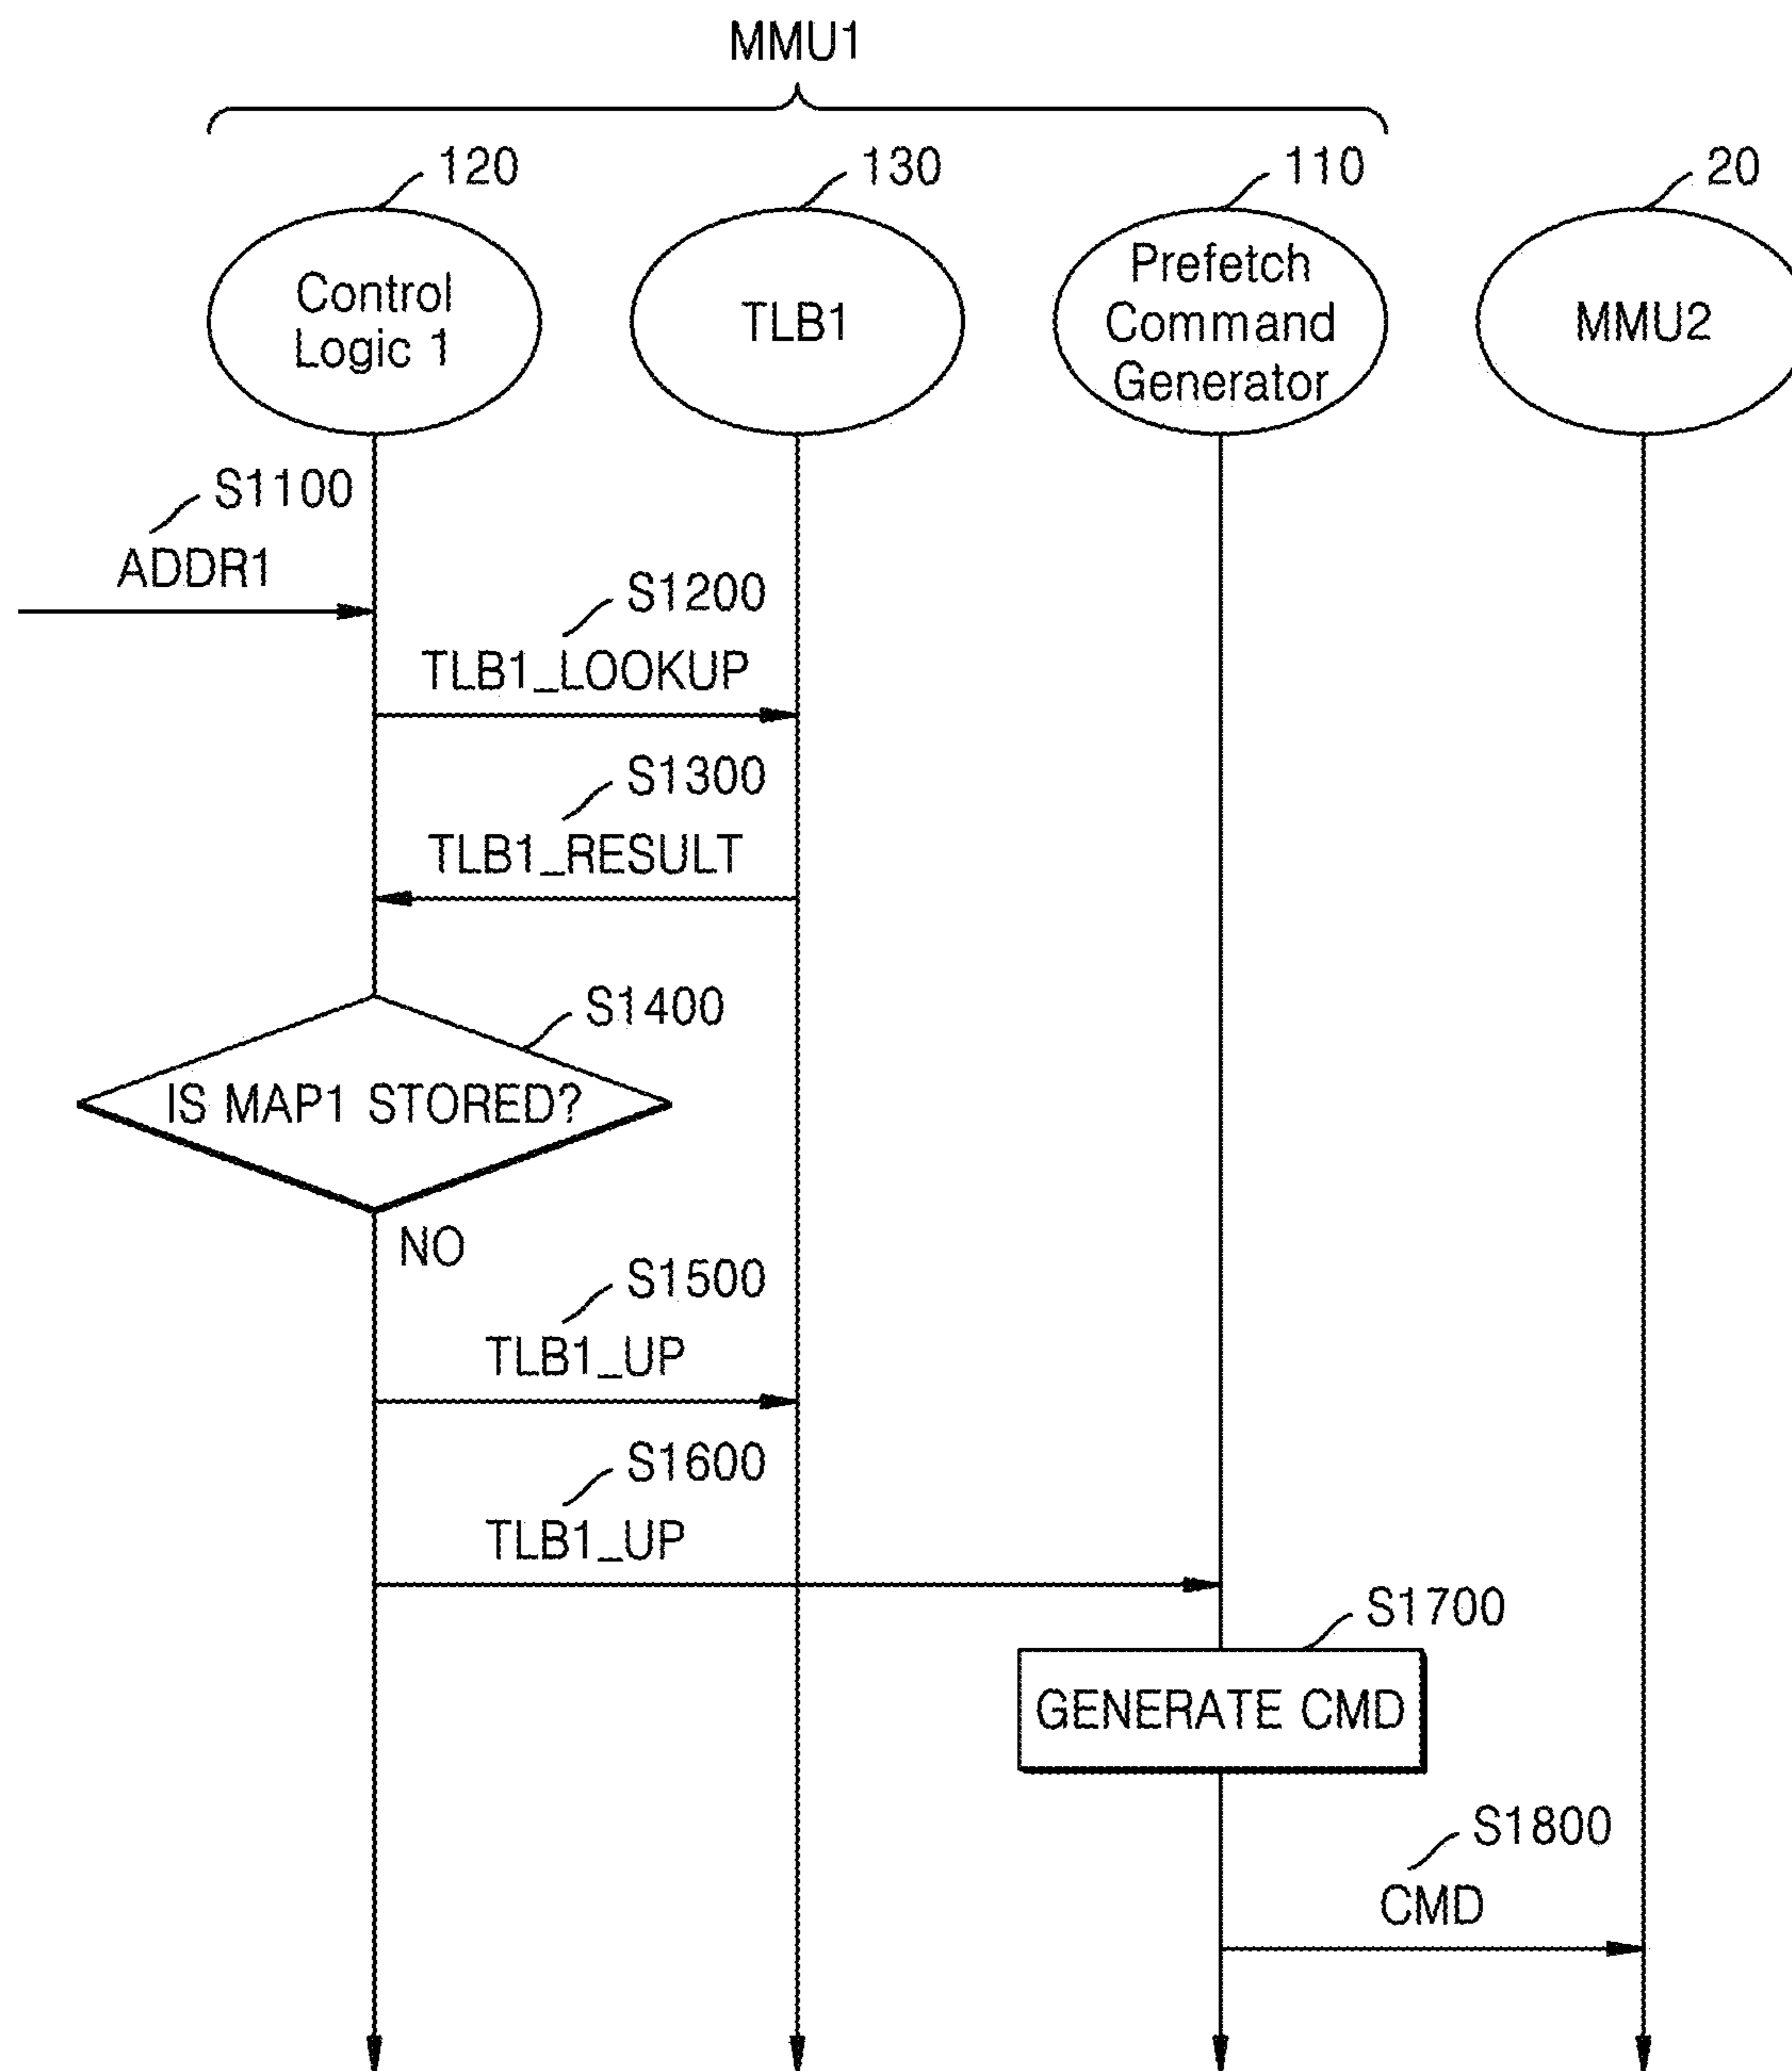 MMU1
120
130
110
20
Control
Logic 1
TLB1
Prefetch
Command
Generator
MMU2
S1100
ADDR1
S1200
TLB1_LOOKUP
S1300
TLB1_RESULT
S1400
IS MAP1 STORED?
NO
S1500
TLB1_UP
S1600
TLB1_UP
S1700
GENERATE CMD
S1800
CMD